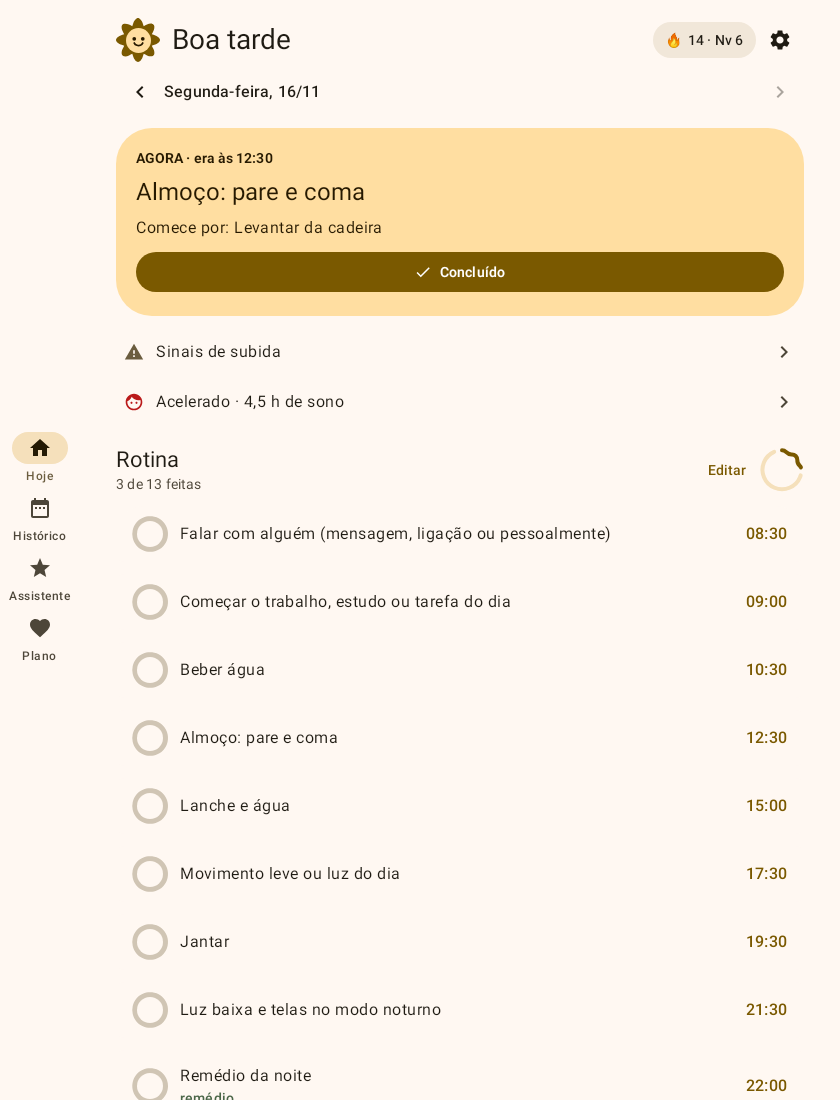 Boa tarde
14 · Nv 6
Segunda-feira, 16/11
AGORA · era às 12:30
Almoço: pare e coma
Comece por: Levantar da cadeira
Concluído
Sinais de subida
Acelerado · 4,5 h de sono
Hoje
Histórico
Assistente
Plano
Rotina
3 de 13 feitas
Editar
Falar com alguém (mensagem, ligação ou pessoalmente)
08:30
Começar o trabalho, estudo ou tarefa do dia
09:00
Beber água
10:30
Almoço: pare e coma
12:30
Lanche e água
15:00
Movimento leve ou luz do dia
17:30
Jantar
19:30
Luz baixa e telas no modo noturno
21:30
Remédio da noite
remédio
22:00